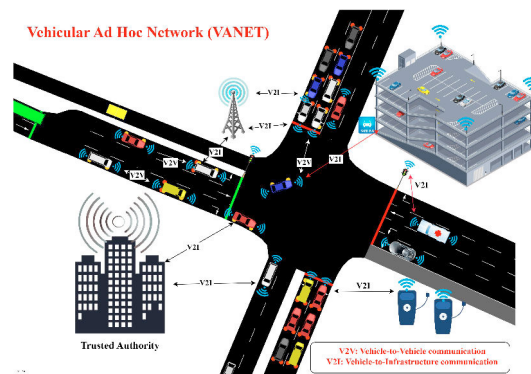 Vehicular Ad Hoc Network (VANET)
V2I
V2I
V2V
V2V
V2I
V2V
V2I
V2I
V2I
V2I
V2I
Trusted Authority
V2V: Vehicle-to-Vehicle communication
V2I: Vehicle-to-Infrastructure communication